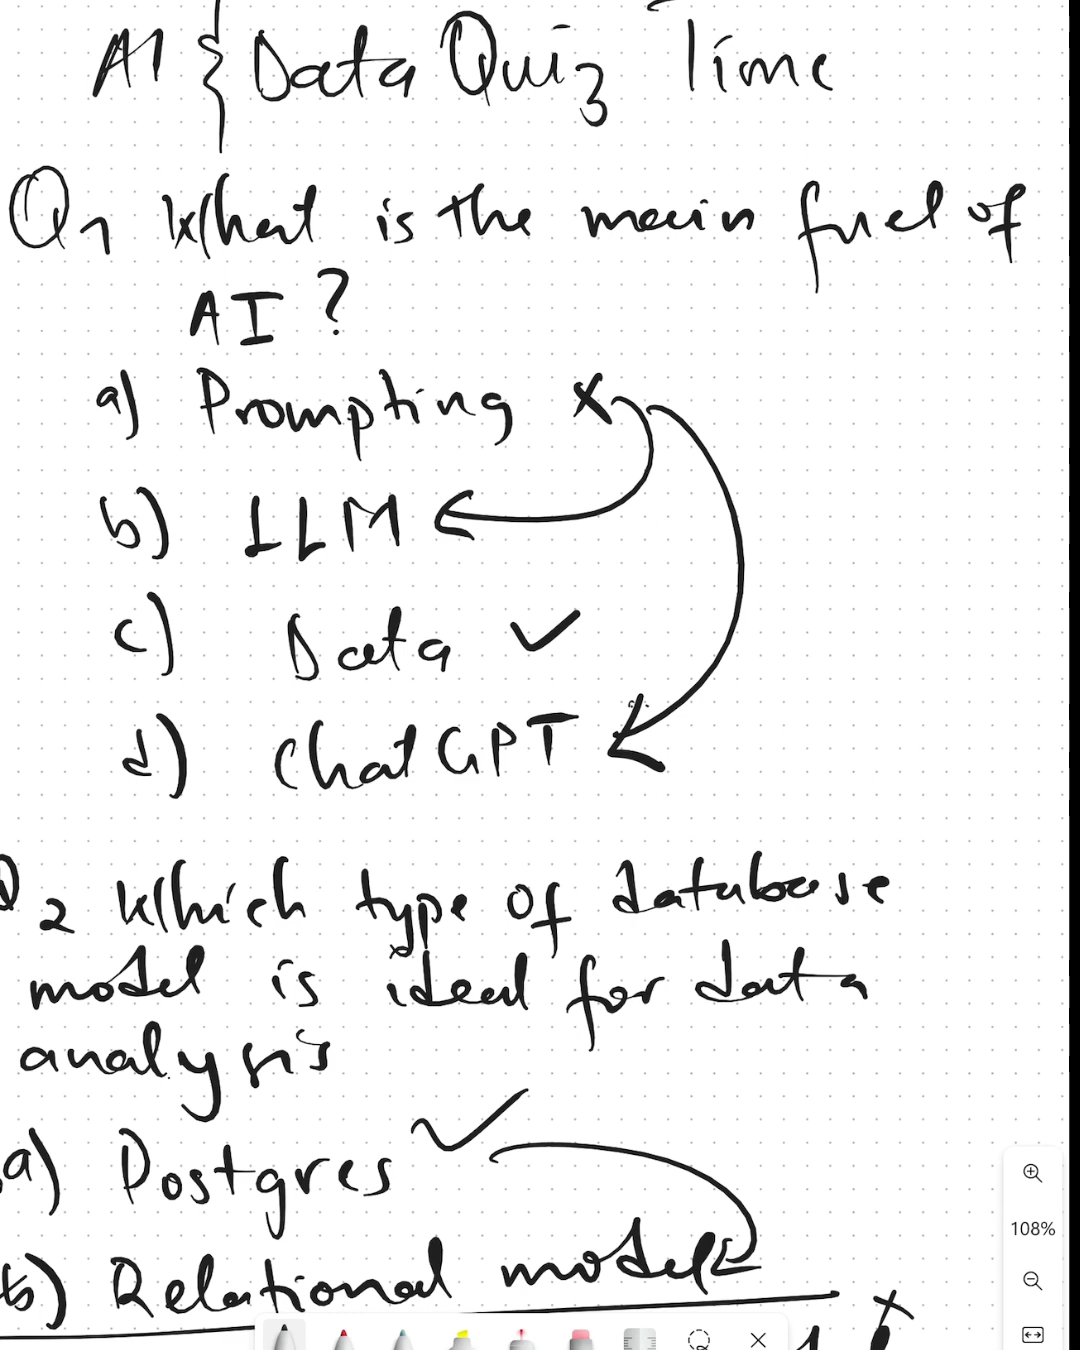 AI & Data Quiz Time
Q1 What is the main fuel of
AI ?
a) Prompting x
b) LLM
c) Data ✓
d) ChatGPT
Q2 Which type of database
model is ideal for data
analysis
a) Postgres ✓
b) Relational model
108%